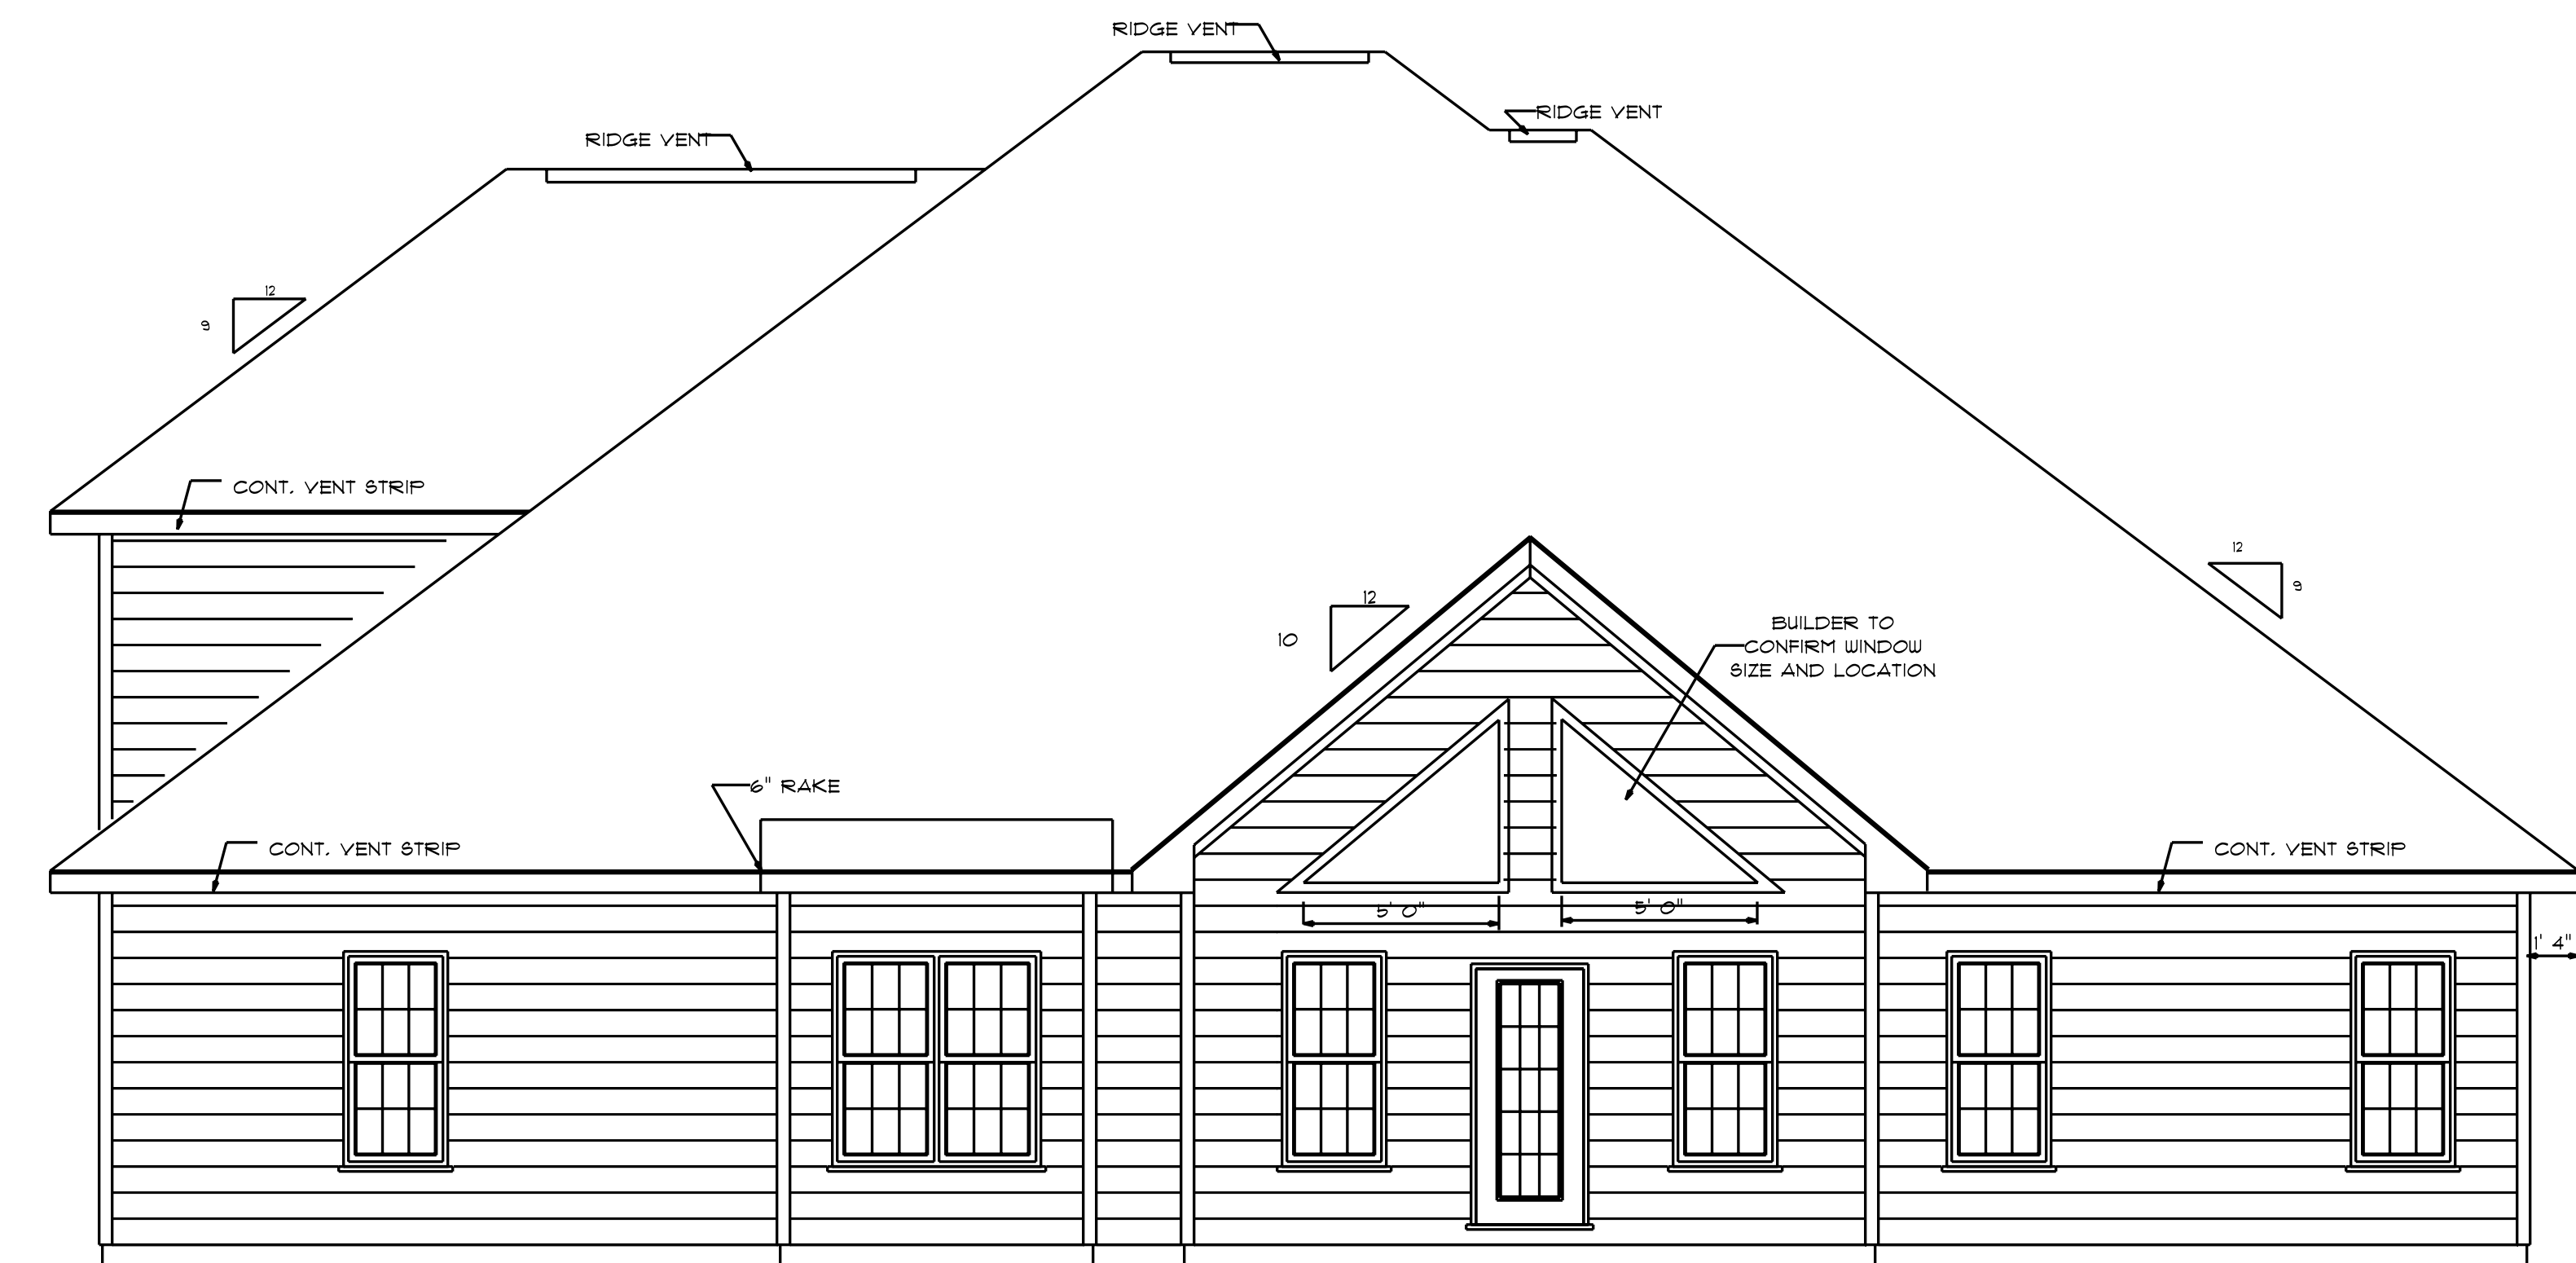 RIDGE VENT
RIDGE VENT
RIDGE VENT
12
9
CONT. VENT STRIP
12
9
12
10
BUILDER TO
CONFIRM WINDOW
SIZE AND LOCATION
6" RAKE
CONT. VENT STRIP
CONT. VENT STRIP
5' 0"
5' 0"
1' 4"